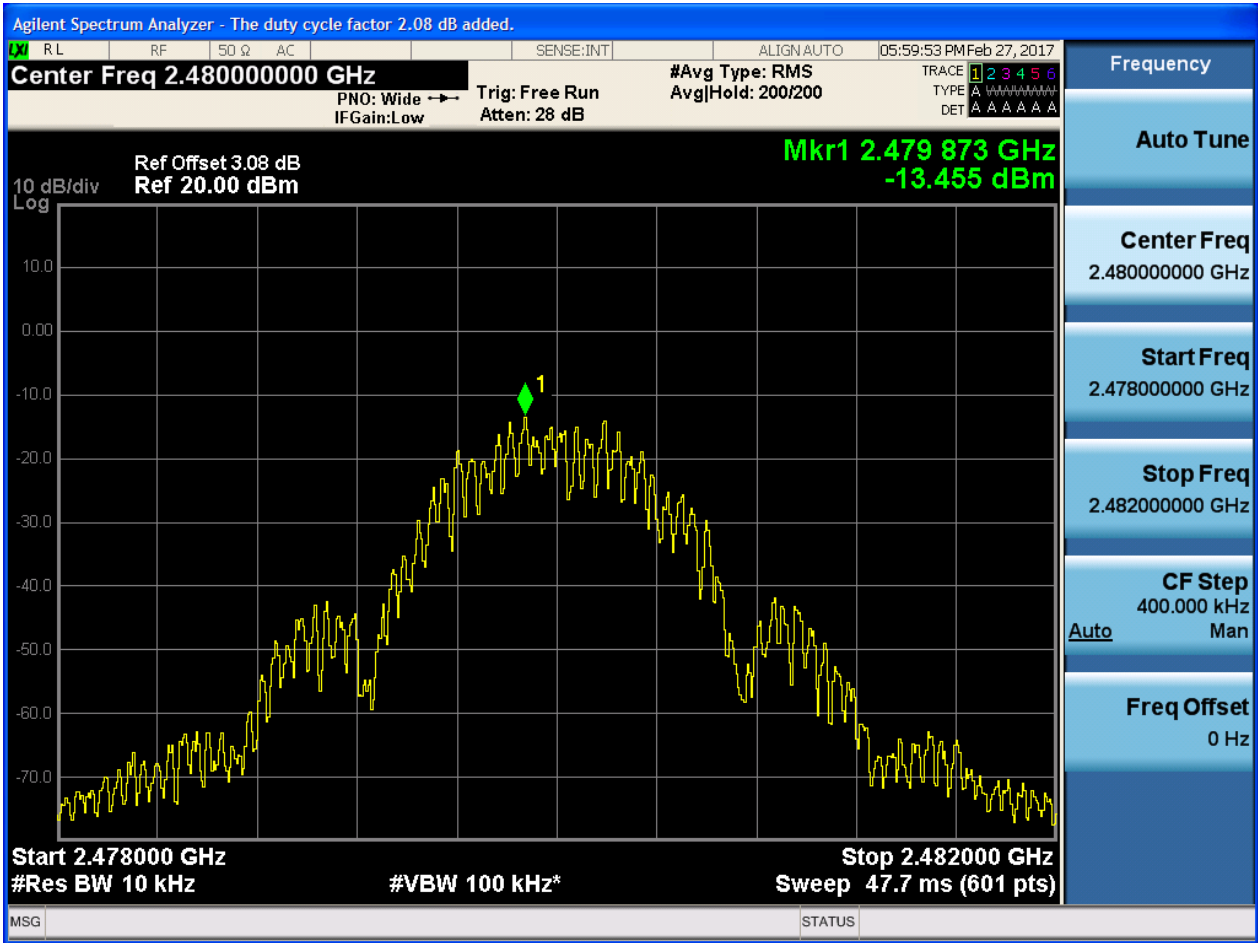 Agilent Spectrum Analyzer - The duty cycle factor 2.08 dB added.
LXI RL RF 50 Ω AC SENSE:INT ALIGNAUTO 05:59:53 PM Feb 27, 2017
Center Freq 2.480000000 GHz
PNO: Wide
IFGain:Low
Trig: Free Run
Atten: 28 dB
#Avg Type: RMS
Avg|Hold: 200/200
TRACE 1 2 3 4 5 6
TYPE A WWWWW
DET A A A A A A
Mkr1 2.479 873 GHz
-13.455 dBm
Ref Offset 3.08 dB
10 dB/div Ref 20.00 dBm
Log
10.0
0.00
-10.0
-20.0
-30.0
-40.0
-50.0
-60.0
-70.0
1
Start 2.478000 GHz Stop 2.482000 GHz
#Res BW 10 kHz #VBW 100 kHz* Sweep 47.7 ms (601 pts)
MSG STATUS
Frequency
Auto Tune
Center Freq
2.480000000 GHz
Start Freq
2.478000000 GHz
Stop Freq
2.482000000 GHz
CF Step
400.000 kHz
Auto Man
Freq Offset
0 Hz